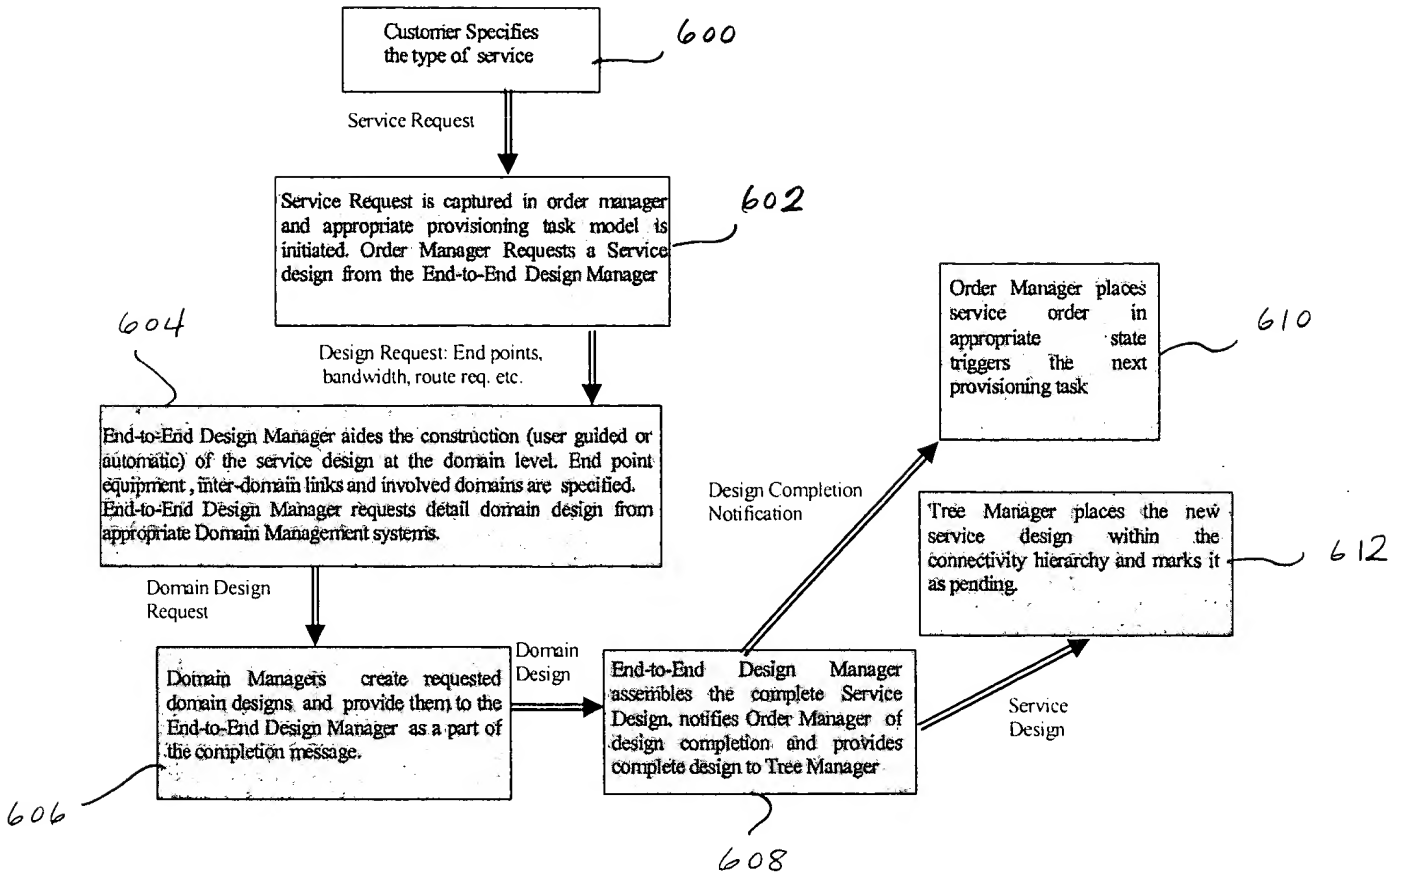 Customer Specifies
the type of service
600
Service Request
Service Request is captured in order manager
and appropriate provisioning task model is
initiated. Order Manager Requests a Service
design from the End-to-End Design Manager
602
Design Request: End points,
bandwidth, route req. etc.
604
End-to-End Design Manager aides the construction (user guided or
automatic) of the service design at the domain level. End point
equipment, inter-domain links and involved domains are specified.
End-to-End Design Manager requests detail domain design from
appropriate Domain Management systems.
Domain Design
Request
Domain Managers create requested
domain designs and provide them to the
End-to-End Design Manager as a part of
the completion message.
606
Domain
Design
End-to-End Design Manager
assembles the complete Service
Design, notifies Order Manager of
design completion and provides
complete design to Tree Manager
608
Design Completion
Notification
Order Manager places
service order in
appropriate state
triggers the next
provisioning task
610
Service
Design
Tree Manager places the new
service design within the
connectivity hierarchy and marks it
as pending.
612